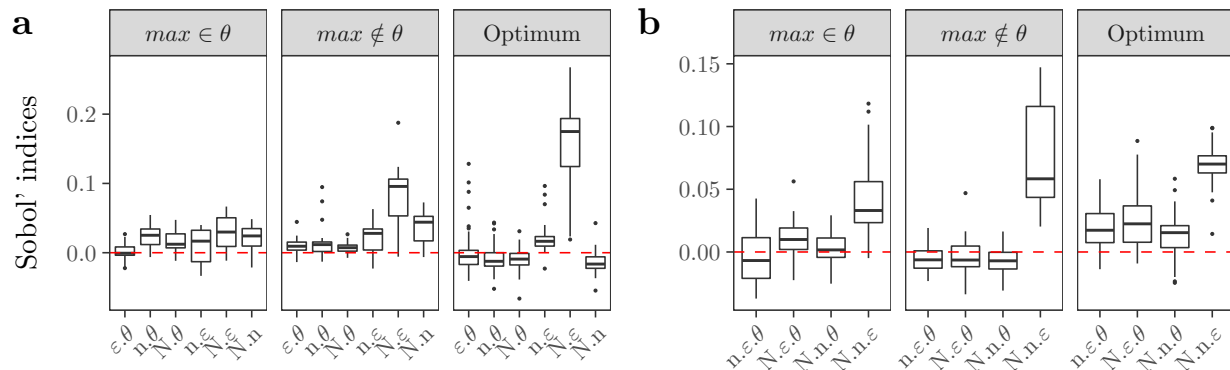 a
max ∈ θ
max ∉ θ
Optimum
Sobol' indices
0.2
0.1
0.0
ε.θ n.θ N.θ n.ε N.ε N.n
ε.θ n.θ N.θ n.ε N.ε N.n
ε.θ n.θ N.θ n.ε N.ε N.n
b
max ∈ θ
max ∉ θ
Optimum
0.15
0.10
0.05
0.00
n.ε.θ N.ε.θ N.n.θ N.n.ε
n.ε.θ N.ε.θ N.n.θ N.n.ε
n.ε.θ N.ε.θ N.n.θ N.n.ε